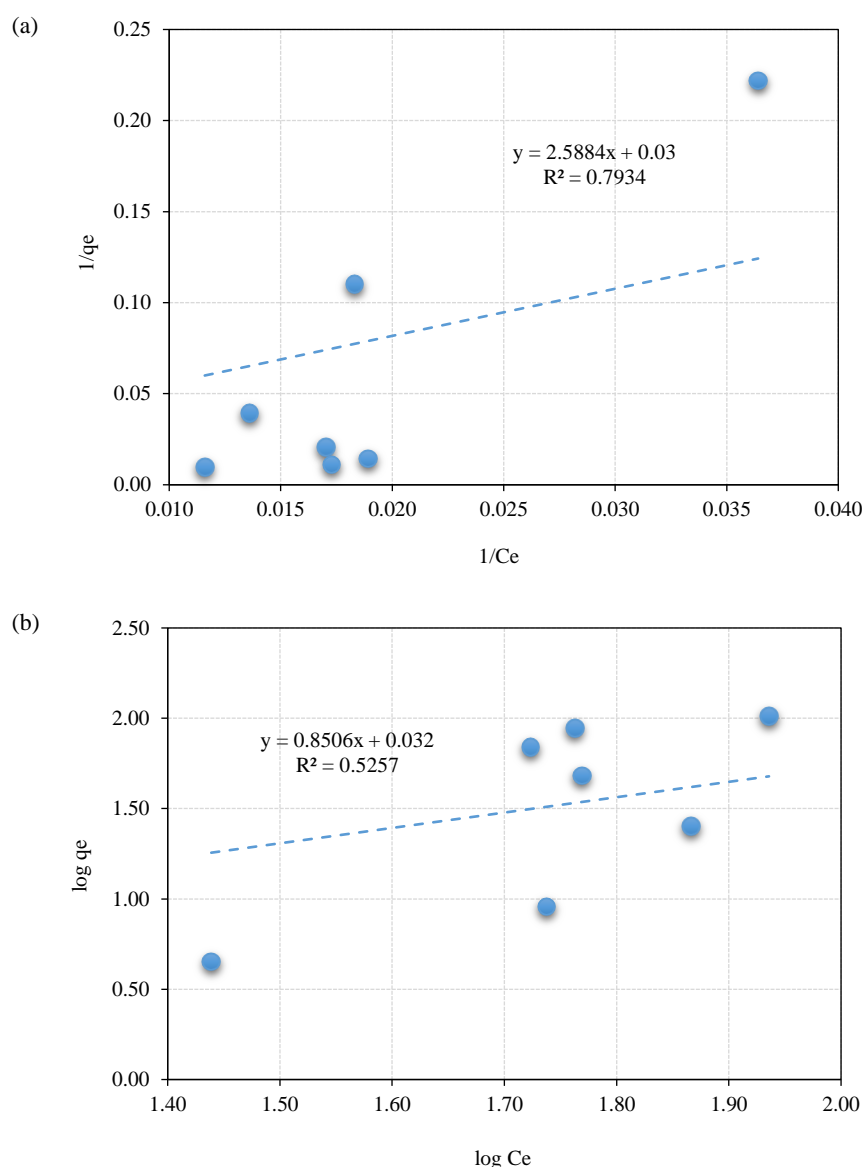 (a)
0.25
0.20
0.15
0.10
0.05
0.00
1/qe
y = 2.5884x + 0.03
R² = 0.7934
0.010 0.015 0.020 0.025 0.030 0.035 0.040
1/Ce
(b)
2.50
2.00
1.50
1.00
0.50
0.00
log qe
y = 0.8506x + 0.032
R² = 0.5257
1.40 1.50 1.60 1.70 1.80 1.90 2.00
log Ce